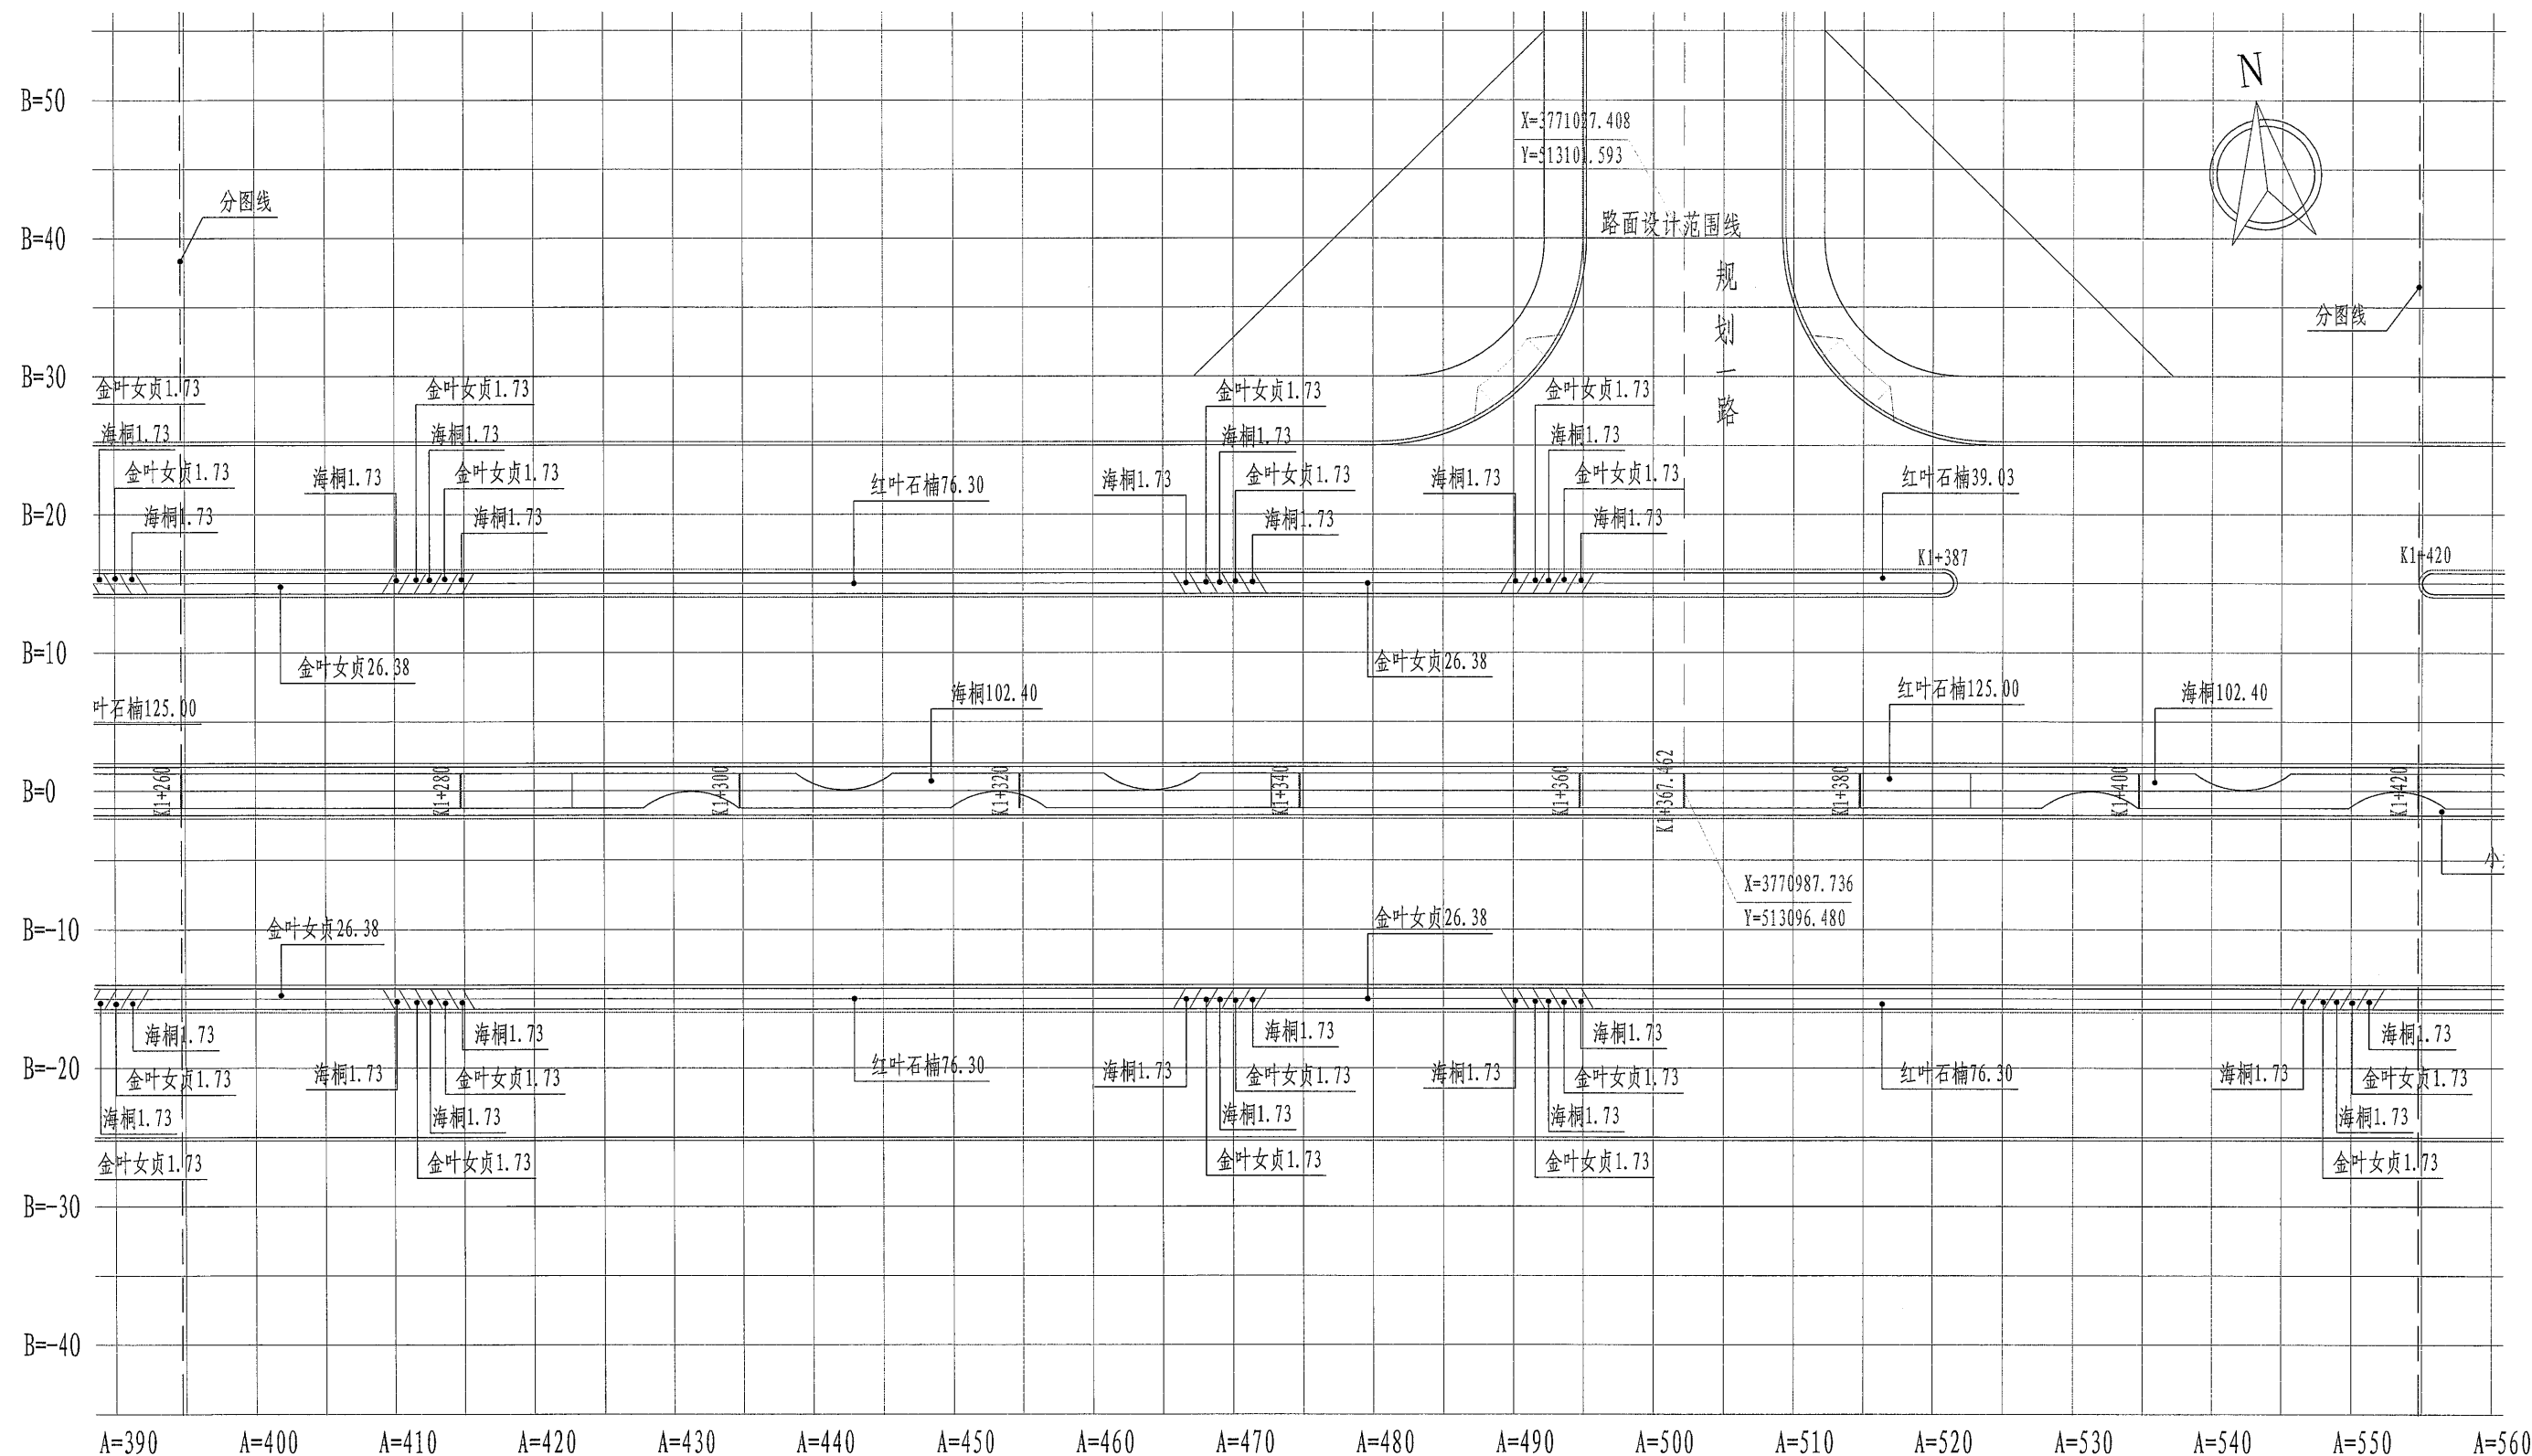 N
B=50
X=3771027.408
Y=513101.593
分图线
B=40
路面设计范围线
规划一路
分图线
B=30
金叶女贞1.73
金叶女贞1.73
金叶女贞1.73
金叶女贞1.73
海桐1.73
海桐1.73
海桐1.73
海桐1.73
金叶女贞1.73
海桐1.73
金叶女贞1.73
红叶石楠76.30
海桐1.73
金叶女贞1.73
海桐1.73
金叶女贞1.73
红叶石楠39.03
B=20
海桐1.73
海桐1.73
海桐1.73
海桐1.73
K1+387
K1+420
B=10
金叶女贞26.38
金叶女贞26.38
叶石楠125.00
海桐102.40
红叶石楠125.00
海桐102.40
B=0
K1+260
K1+280
K1+300
K1+320
K1+340
K1+360
K1+367.462
K1+380
K1+400
K1+420
小
X=3770987.736
Y=513096.480
B=-10
金叶女贞26.38
金叶女贞26.38
海桐1.73
海桐1.73
海桐1.73
海桐1.73
海桐1.73
B=-20
金叶女贞1.73
海桐1.73
金叶女贞1.73
红叶石楠76.30
海桐1.73
金叶女贞1.73
海桐1.73
金叶女贞1.73
红叶石楠76.30
海桐1.73
金叶女贞1.73
海桐1.73
海桐1.73
海桐1.73
海桐1.73
海桐1.73
金叶女贞1.73
金叶女贞1.73
金叶女贞1.73
金叶女贞1.73
金叶女贞1.73
B=-30
B=-40
A=390
A=400
A=410
A=420
A=430
A=440
A=450
A=460
A=470
A=480
A=490
A=500
A=510
A=520
A=530
A=540
A=550
A=560